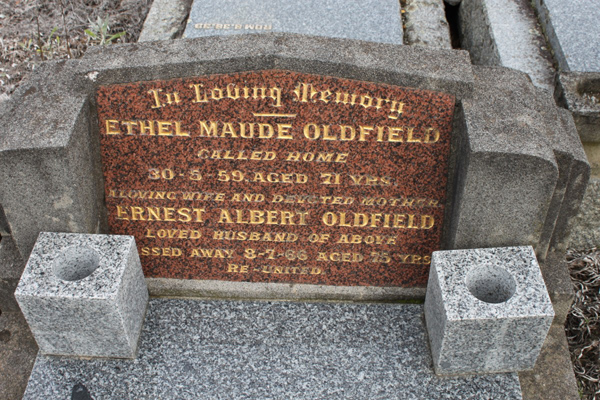 In Loving Memory
ETHEL MAUDE OLDFIELD
CALLED HOME
30-5-59. AGED 71 YRS.
A LOVING WIFE AND DEVOTED MOTHER.
ERNEST ALBERT OLDFIELD
LOVED HUSBAND OF ABOVE
SSED AWAY 8-7-66 AGED 75 YRS
RE-UNITED.